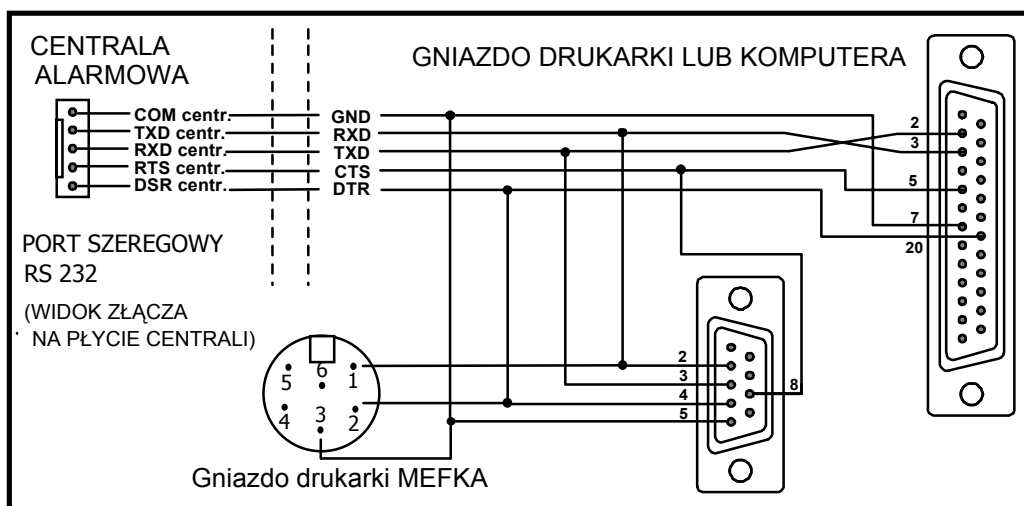 CENTRALA
ALARMOWA
GNIAZDO DRUKARKI LUB KOMPUTERA
COM centr. GND
TXD centr. RXD
RXD centr. TXD
RTS centr. CTS
DSR centr. DTR
2
3
5
7
20
PORT SZEREGOWY
RS 232
(WIDOK ZŁĄCZA
NA PŁYCIE CENTRALI)
5 6 1
4 3 2
Gniazdo drukarki MEFKA
2
3
4
5
8